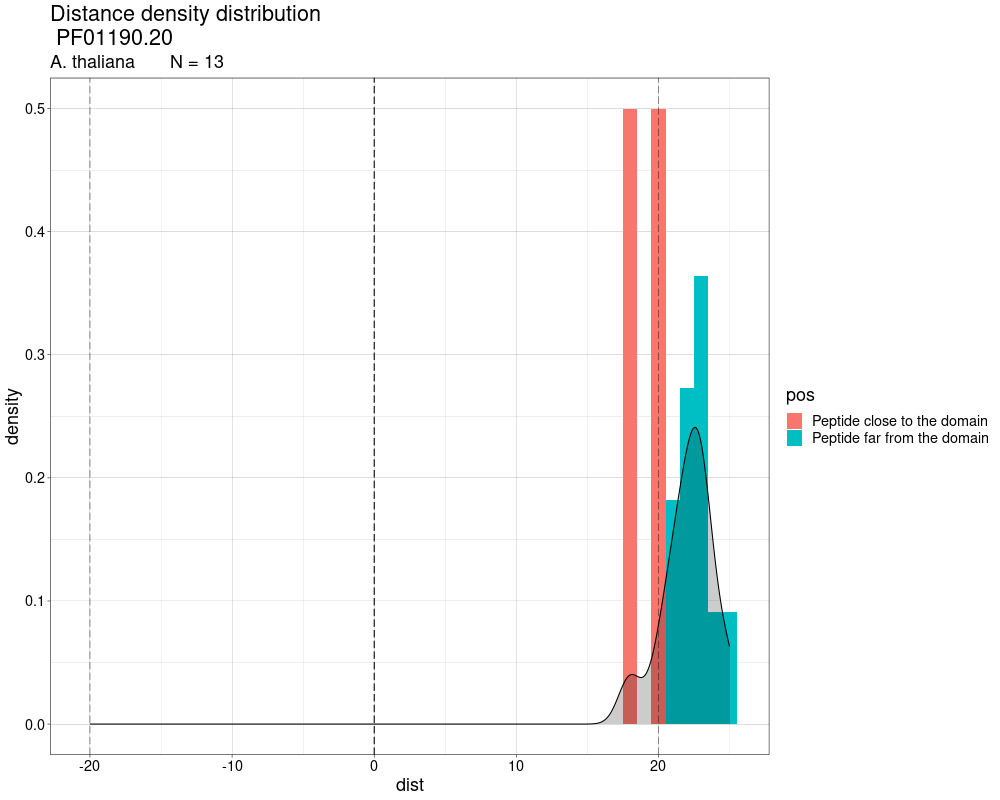 Distance density distribution
PF01190.20
A. thaliana N = 13
0.5
0.4
0.3
0.2
0.1
0.0
density
-20 -10 0 10 20
dist
pos
Peptide close to the domain
Peptide far from the domain